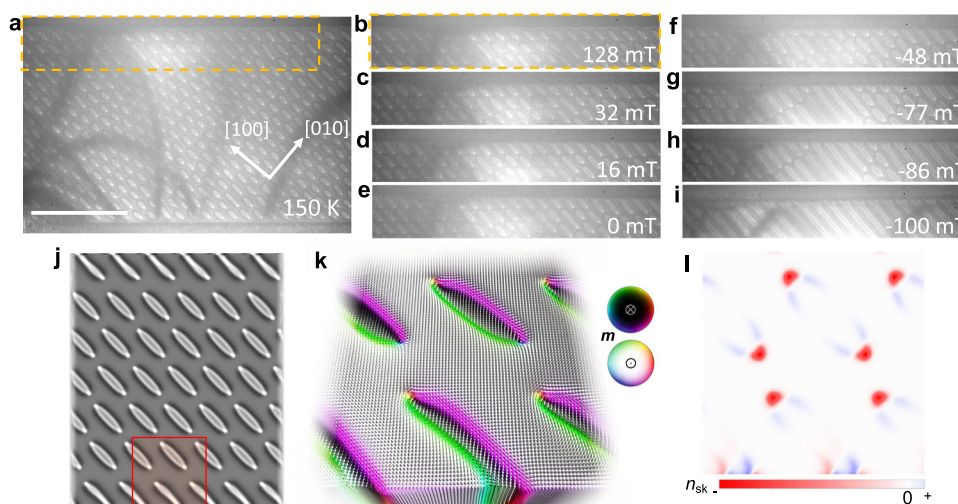 a
[100]
[010]
150 K
b
128 mT
c
32 mT
d
16 mT
e
0 mT
f
-48 mT
g
-77 mT
h
-86 mT
i
-100 mT
j
k
m
l
n_sk - 0 +